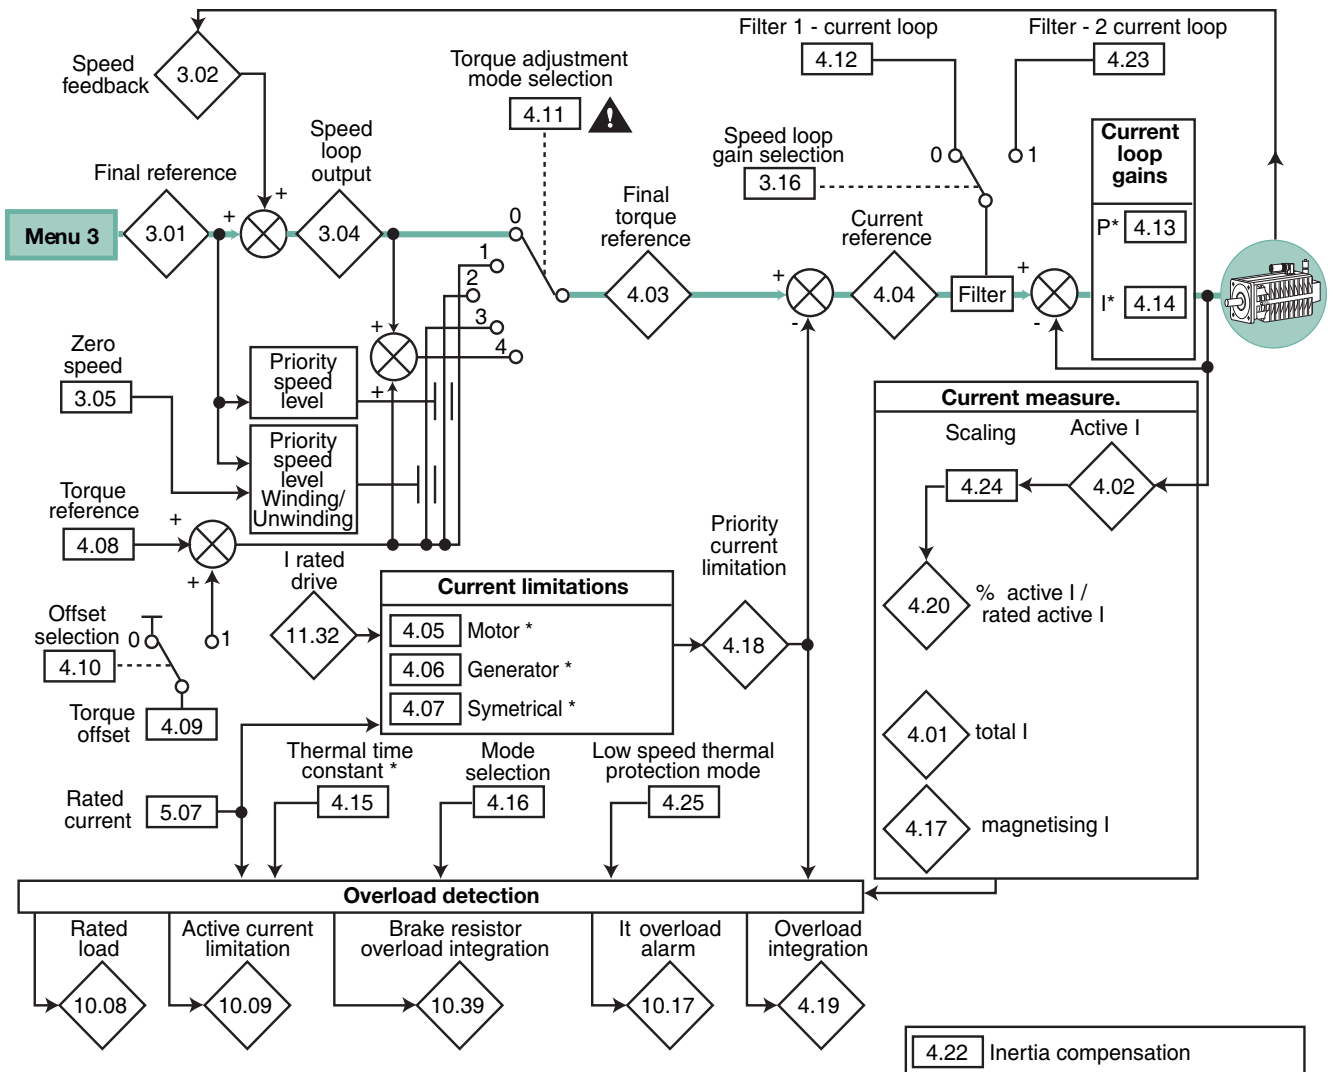 Filter 1 - current loop
4.12
Filter - 2 current loop
4.23
Speed
feedback
3.02
Torque adjustment
mode selection
4.11
!
Speed
loop
output
Speed loop
gain selection
3.16
0
1
Current
loop
gains
P*
4.13
I*
4.14
Final reference
Menu 3
3.01
+
+
3.04
0
1
2
3
4
Final
torque
reference
4.03
+
-
Current
reference
4.04
Filter
+
-
+
+
Zero
speed
3.05
Priority
speed
level
Priority
speed
level
Winding/
Unwinding
Torque
reference
4.08
+
+
Offset
selection
4.10
0
1
Torque
offset
4.09
I rated
drive
11.32
Current limitations
4.05
Motor *
4.06
Generator *
4.07
Symetrical *
Priority
current
limitation
4.18
Current measure.
Scaling
Active I
4.24
4.02
4.20
% active I /
rated active I
4.01
total I
4.17
magnetising I
Rated
current
5.07
Thermal time
constant *
4.15
Mode
selection
4.16
Low speed thermal
protection mode
4.25
Overload detection
Rated
load
10.08
Active current
limitation
10.09
Brake resistor
overload integration
10.39
It overload
alarm
10.17
Overload
integration
4.19
4.22
Inertia compensation